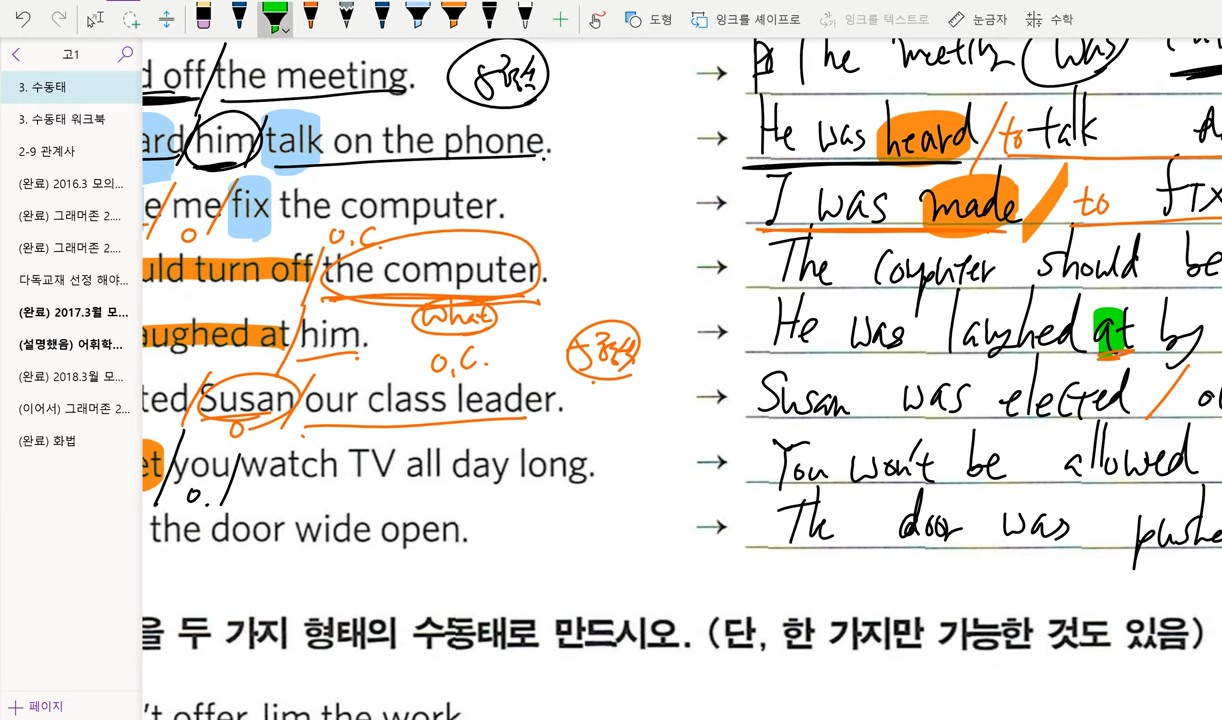 도형 잉크를 셰이프로 잉크를 텍스트로 눈금자 수학
고1
3. 수동태
3. 수동태 워크북
2-9 관계사
(완료) 2016.3 모의...
(완료) 그래머존 2....
(완료) 그래머존 2....
다독교재 선정 해야...
(완료) 2017.3월 모...
(설명했음) 어휘학...
(완료) 2018.3월 모...
(이어서) 그래머존 2...
(완료) 화법
페이지
d off the meeting. → The meeting was
ard him talk on the phone. → He was heard to talk
e me fix the computer. → I was made to fix
O O.C.
uld turn off the computer. → The computer should be
What
aughed at him. → He was laughed at by
O.C.
ted Susan our class leader. → Susan was elected
O
et you watch TV all day long. → You won't be allowed
O.
the door wide open. → The door was pushe
을 두 가지 형태의 수동태로 만드시오. (단, 한 가지만 가능한 것도 있음)
't offer Jim the work